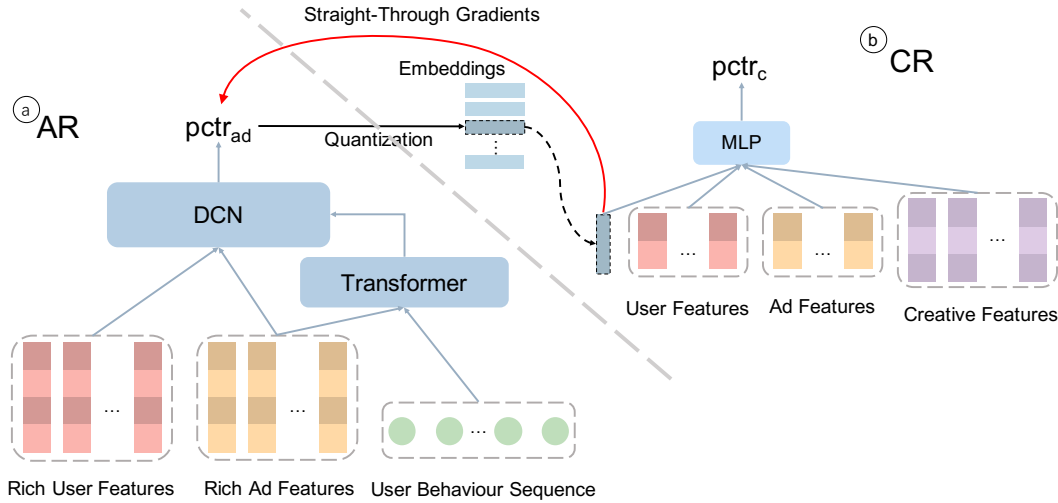 Straight-Through Gradients
b
CR
Embeddings
pctr_c
a
AR
pctr_ad
Quantization
MLP
DCN
Transformer
User Features
Ad Features
Creative Features
Rich User Features
Rich Ad Features
User Behaviour Sequence